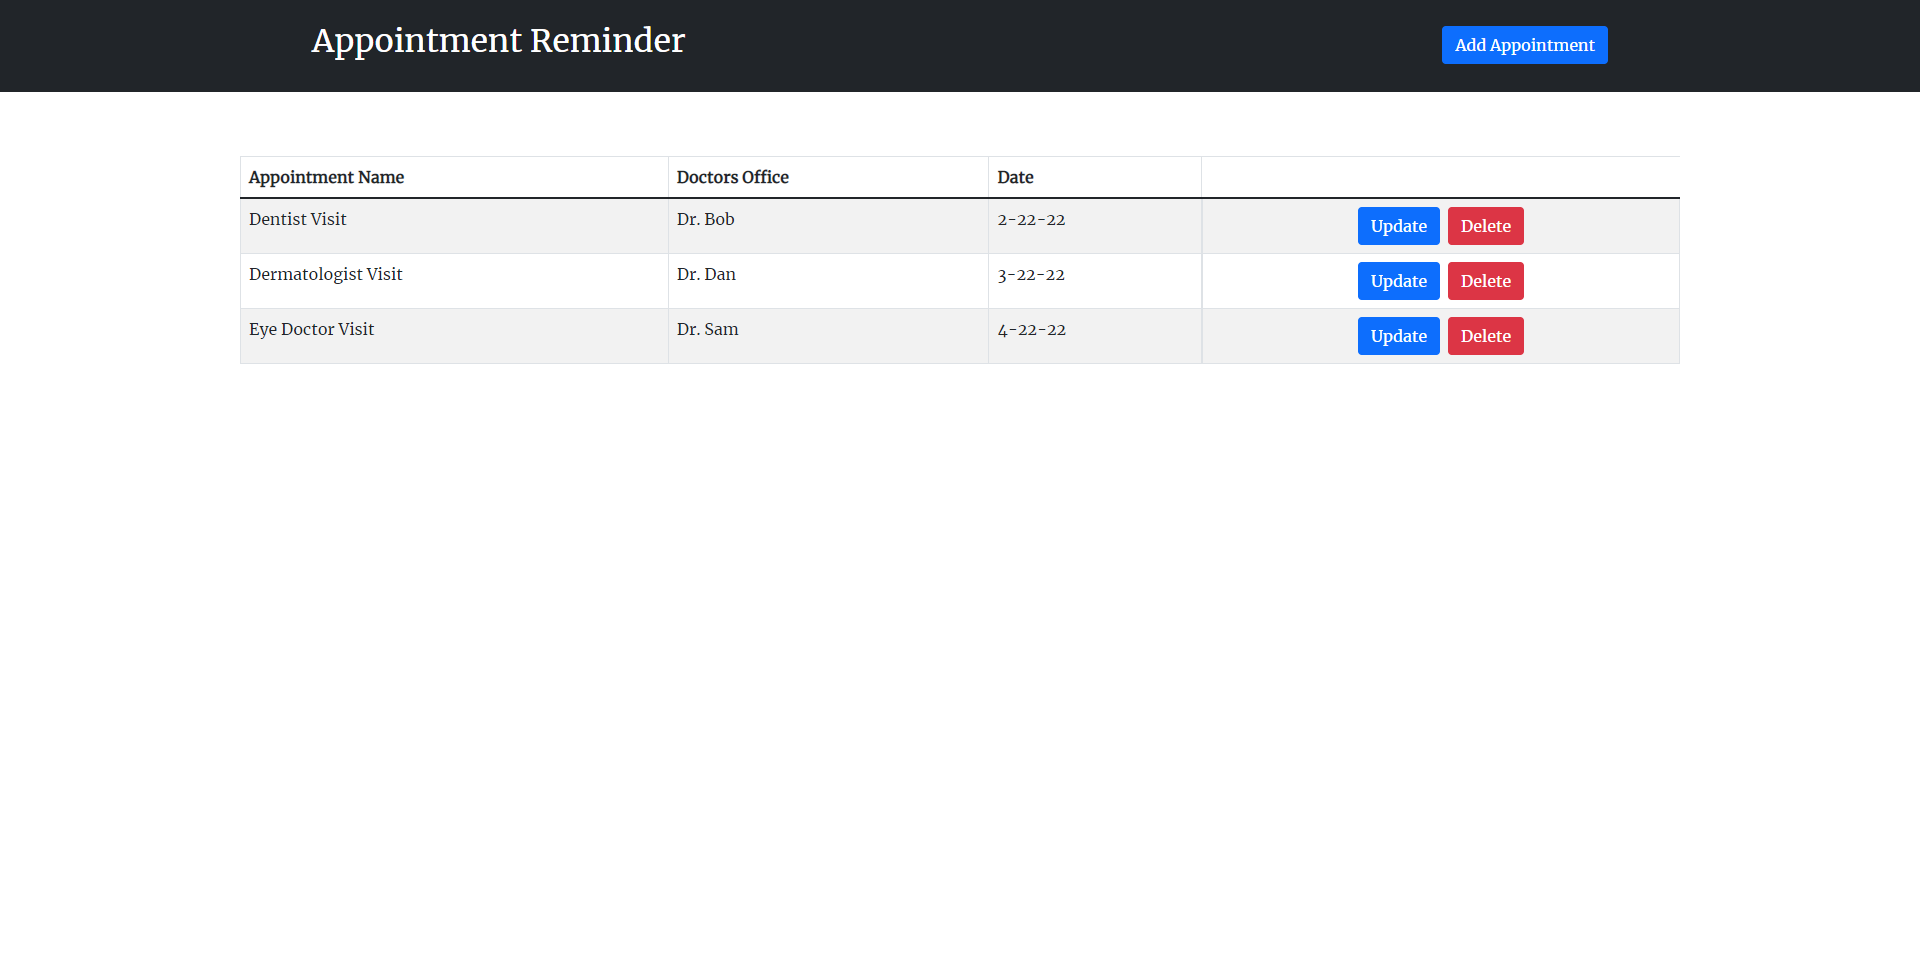 Appointment Reminder
Add Appointment
Appointment Name Doctors Office Date
Dentist Visit Dr. Bob 2-22-22 Update Delete
Dermatologist Visit Dr. Dan 3-22-22 Update Delete
Eye Doctor Visit Dr. Sam 4-22-22 Update Delete